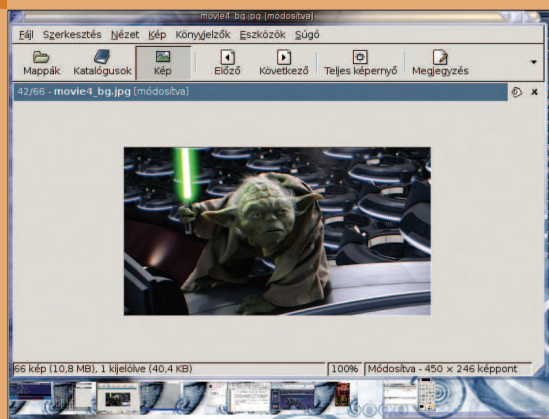 movie4_bg.jpg [módosítva]
Fájl Szerkesztés Nézet Kép Könyvjelzők Eszközök Súgó
Mappák Katalógusok Kép Előző Következő Teljes képernyő Megjegyzés
42/66 - movie4_bg.jpg [módosítva]
66 kép (10,8 MB), 1 kijelölve (40,4 KB) 100% Módosítva - 450 × 246 képpont